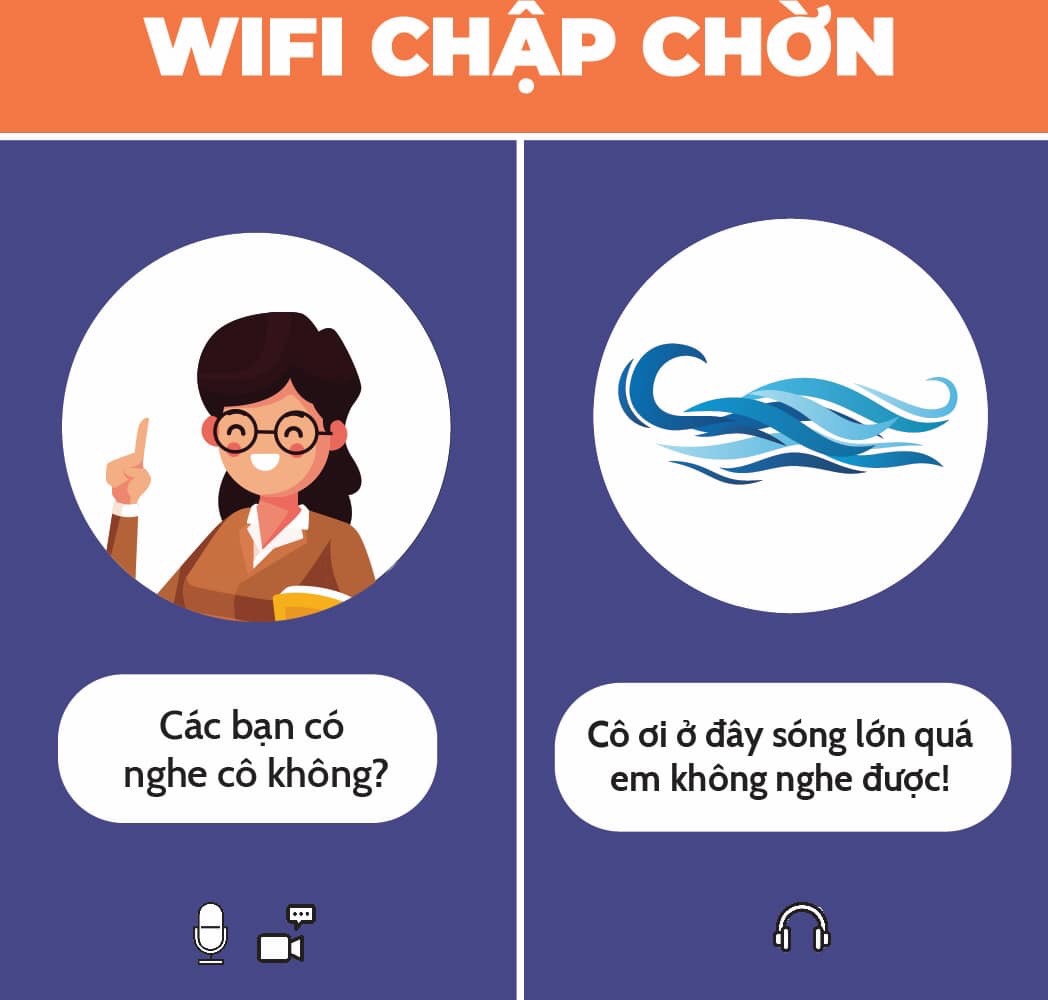 WIFI CHẬP CHỜN
Các bạn có
nghe cô không?
Cô ơi ở đây sóng lớn quá
em không nghe được!